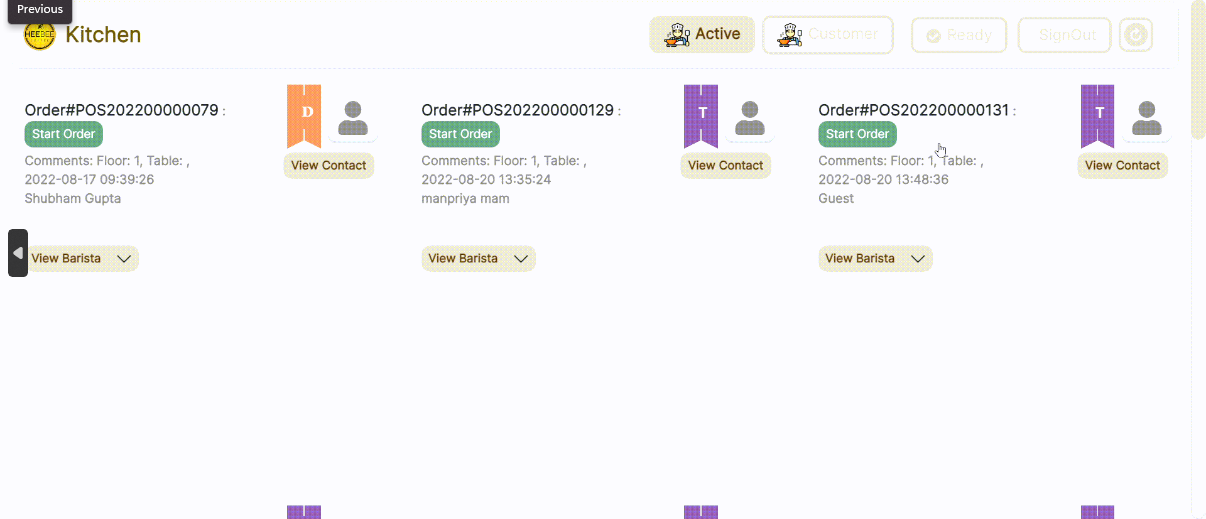 Previous
HEEBEE
Kitchen
Active
Customer
Ready
SignOut
Order#POS202200000079 :
D
Start Order
View Contact
Comments: Floor: 1, Table: ,
2022-08-17 09:39:26
Shubham Gupta
View Barista
Order#POS202200000129 :
T
Start Order
View Contact
Comments: Floor: 1, Table: ,
2022-08-20 13:35:24
manpriya mam
View Barista
Order#POS202200000131 :
T
Start Order
View Contact
Comments: Floor: 1, Table: ,
2022-08-20 13:48:36
Guest
View Barista